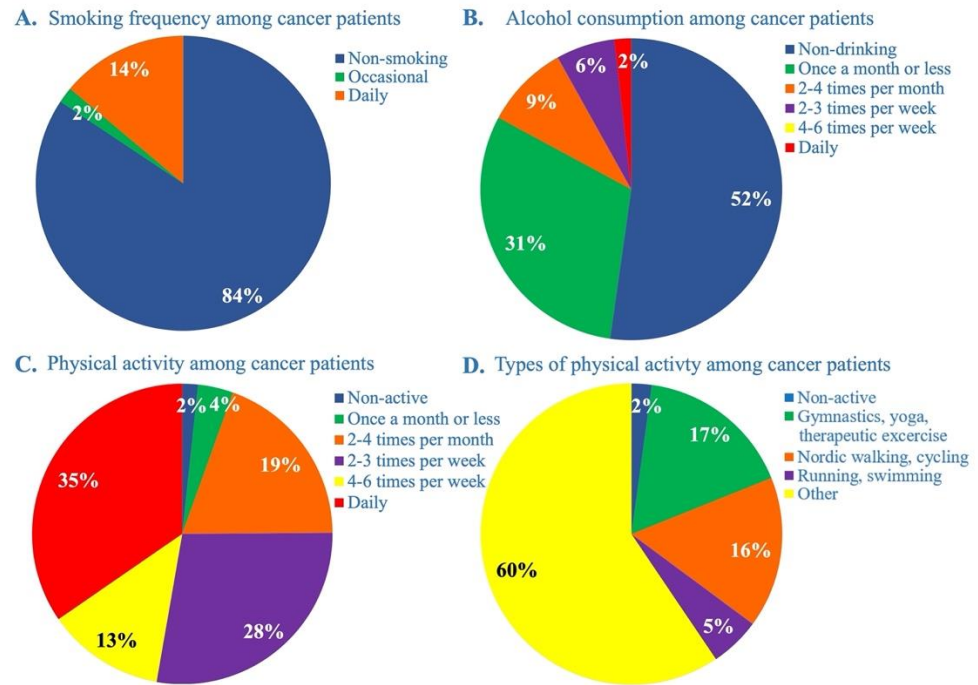 A. Smoking frequency among cancer patients
Non-smoking
Occasional
Daily
14%
2%
84%
B. Alcohol consumption among cancer patients
Non-drinking
Once a month or less
2-4 times per month
2-3 times per week
4-6 times per week
Daily
6%
2%
9%
52%
31%
C. Physical activity among cancer patients
Non-active
Once a month or less
2-4 times per month
2-3 times per week
4-6 times per week
Daily
2%
4%
19%
35%
28%
13%
D. Types of physical activty among cancer patients
Non-active
Gymnastics, yoga,
therapeutic excercise
Nordic walking, cycling
Running, swimming
Other
2%
17%
16%
60%
5%